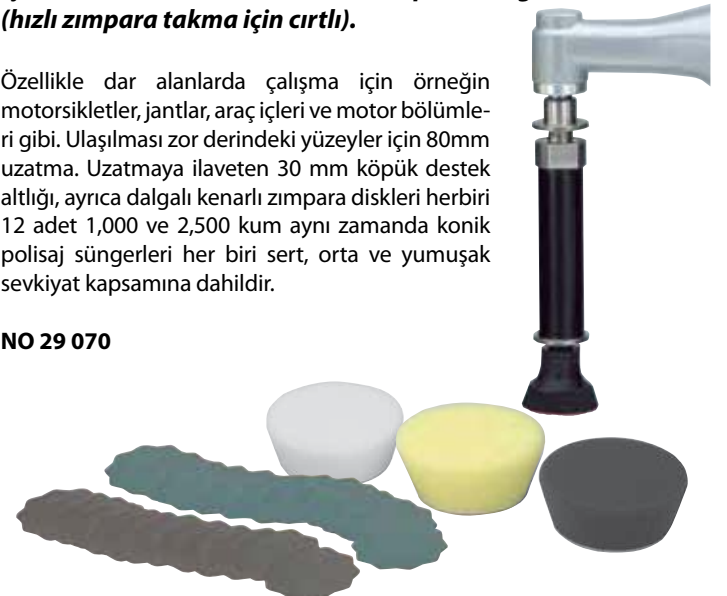 (hızlı zımpara takma için cırtlı).
Özellikle dar alanlarda çalışma için örneğin
motorsikletler, jantlar, araç içleri ve motor bölümle-
ri gibi. Ulaşılması zor derindeki yüzeyler için 80mm
uzatma. Uzatmaya ilaveten 30 mm köpük destek
altlığı, ayrıca dalgalı kenarlı zımpara diskleri herbiri
12 adet 1,000 ve 2,500 kum aynı zamanda konik
polisaj süngerleri her biri sert, orta ve yumuşak
sevkiyat kapsamına dahildir.
NO 29 070